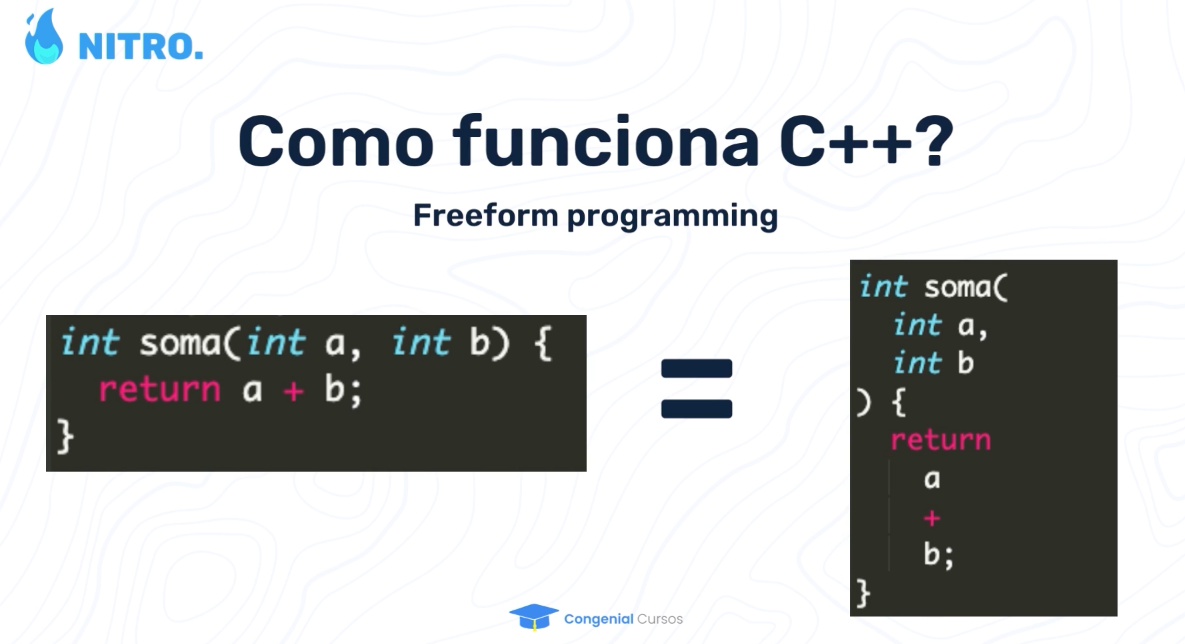 NITRO.
Como funciona C++?
Freeform programming
int soma(int a, int b) {
  return a + b;
}
=
int soma(
  int a,
  int b
) {
  return
    a
    +
    b;
}
Congenial Cursos